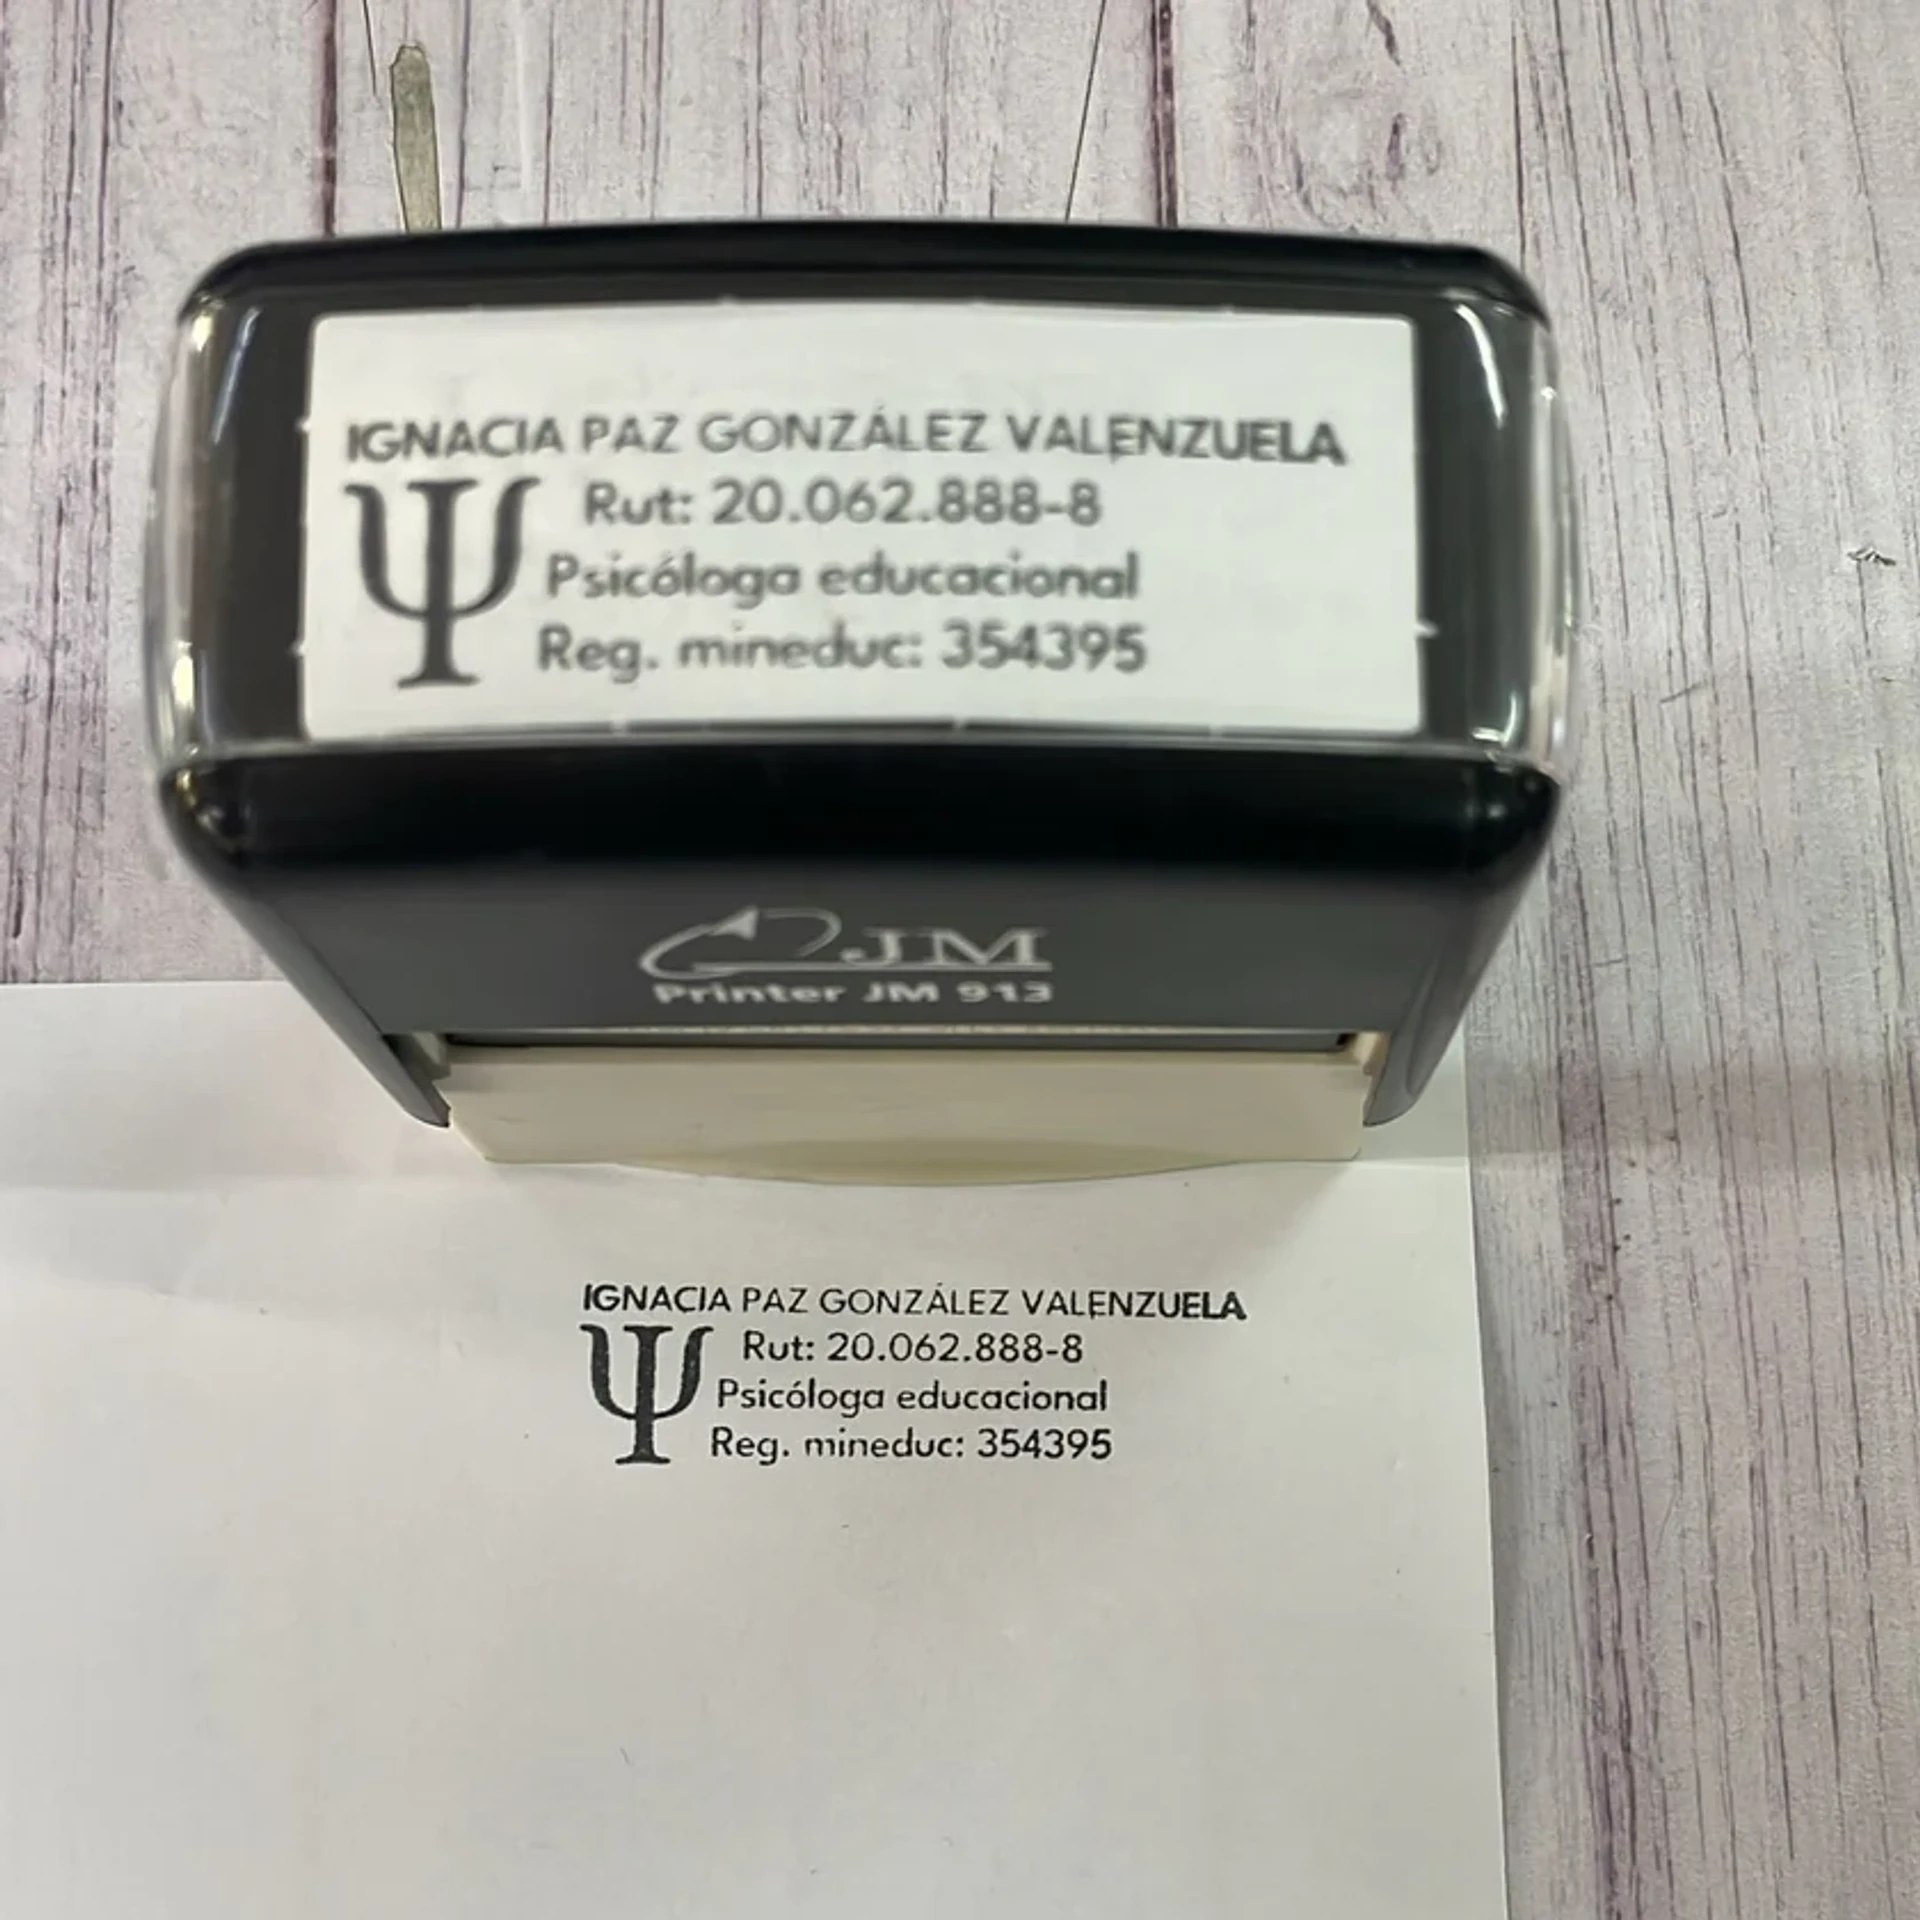 IGNACIA PAZ GONZÁLEZ VALENZUELA
Ψ Rut: 20.062.888-8
Psicóloga educacional
Reg. mineduc: 354395
JM
Printer JM 913
IGNACIA PAZ GONZÁLEZ VALENZUELA
Ψ Rut: 20.062.888-8
Psicóloga educacional
Reg. mineduc: 354395